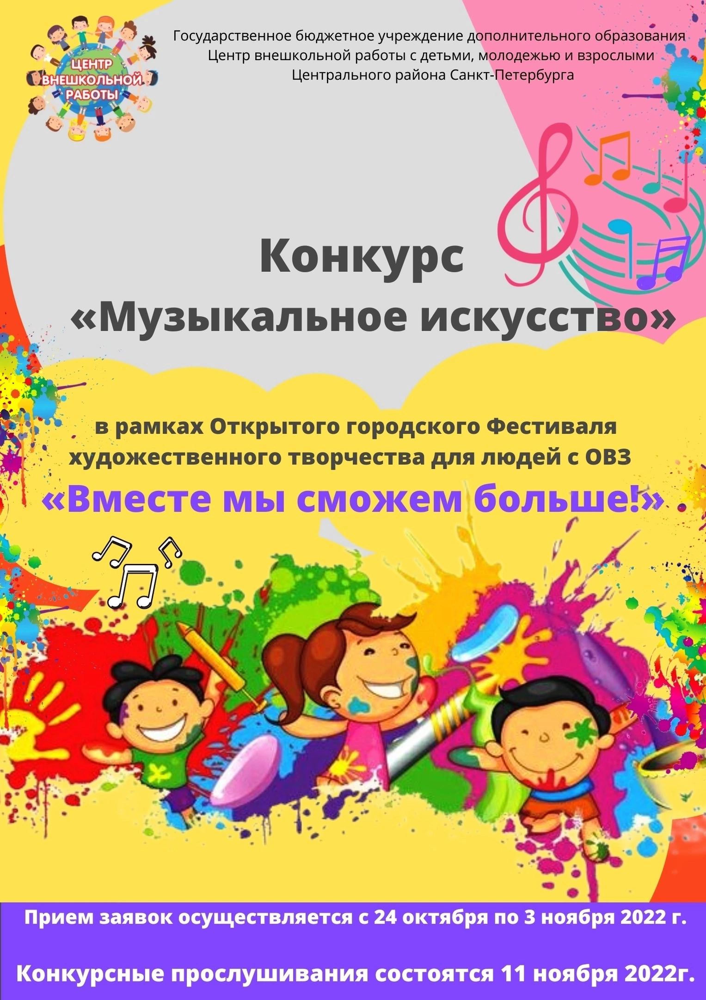 ЦЕНТР
ВНЕШКОЛЬНОЙ
РАБОТЫ
Государственное бюджетное учреждение дополнительного образования
Центр внешкольной работы с детьми, молодежью и взрослыми
Центрального района Санкт-Петербурга
Конкурс
«Музыкальное искусство»
в рамках Открытого городского Фестиваля
художественного творчества для людей с ОВЗ
«Вместе мы сможем больше!»
Прием заявок осуществляется с 24 октября по 3 ноября 2022 г.
Конкурсные прослушивания состоятся 11 ноября 2022г.